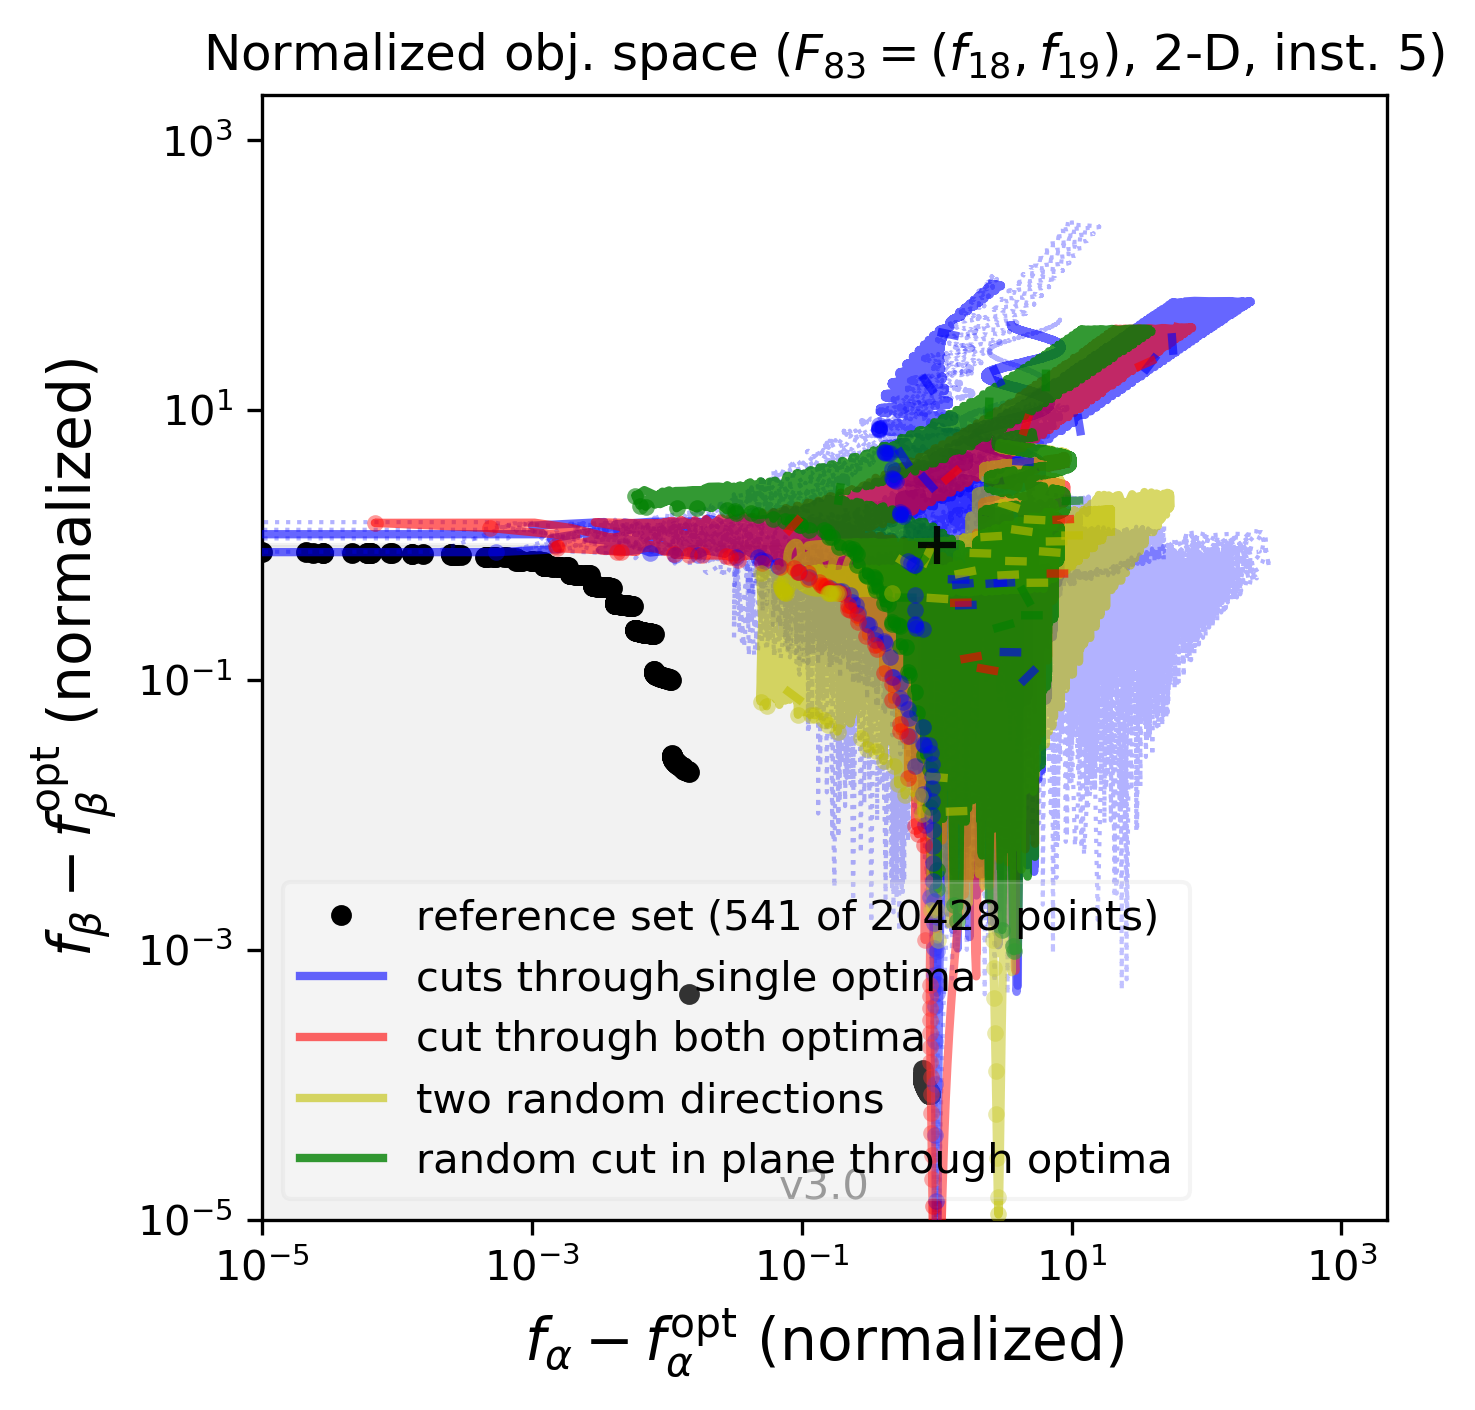 Normalized obj. space (F₈₃ = (f₁₈, f₁₉), 2-D, inst. 5)
10³
10¹
10⁻¹
10⁻³
10⁻⁵
f_β − f_β^opt (normalized)
reference set (541 of 20428 points)
cuts through single optima
cut through both optima
two random directions
random cut in plane through optima
v3.0
10⁻⁵ 10⁻³ 10⁻¹ 10¹ 10³
f_α − f_α^opt (normalized)